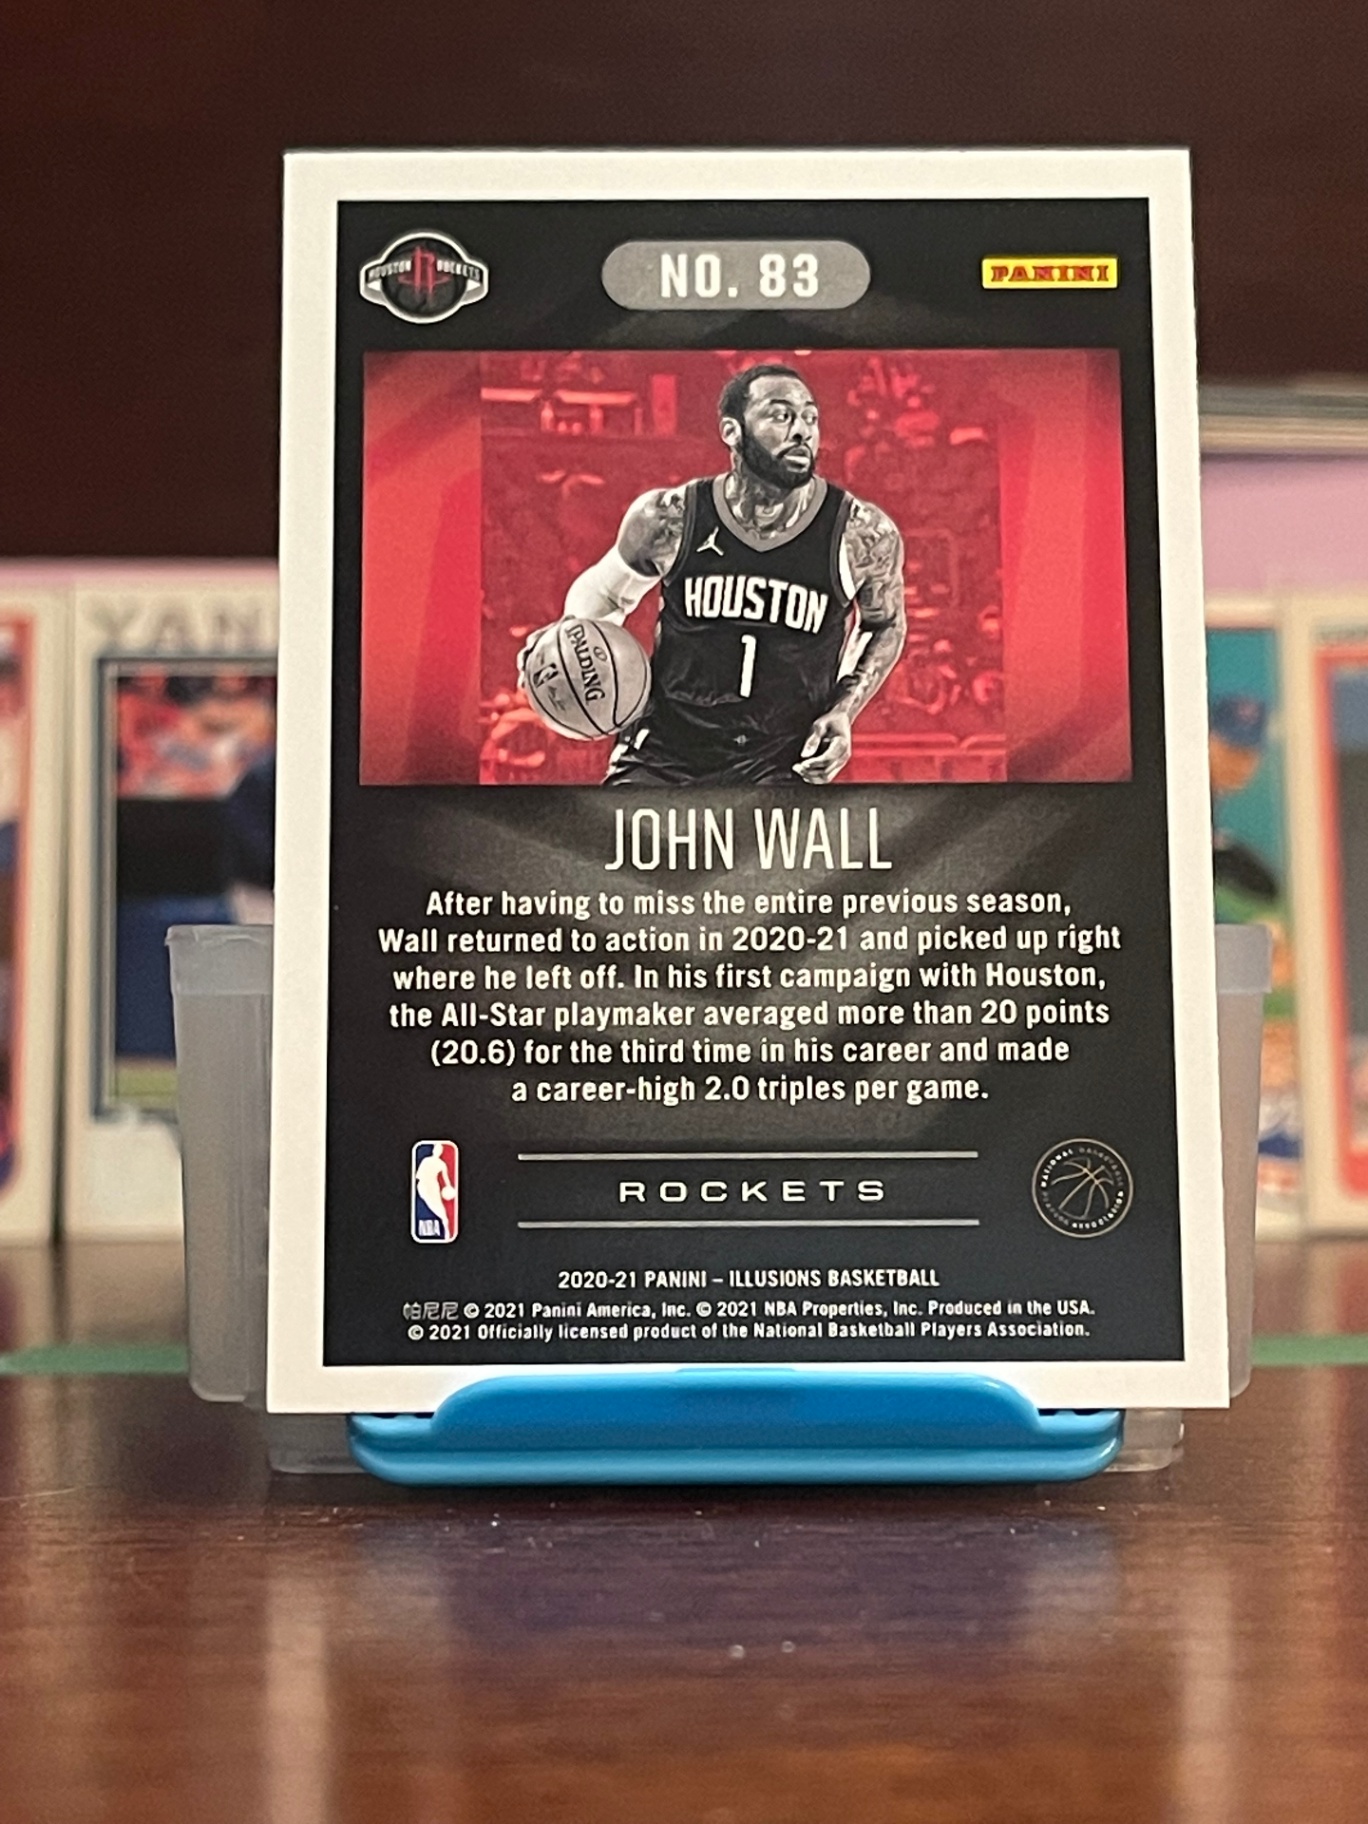 HOUSTON ROCKETS
NO. 83
PANINI
SPALDING
HOUSTON
1
JOHN WALL
After having to miss the entire previous season,
Wall returned to action in 2020-21 and picked up right
where he left off. In his first campaign with Houston,
the All-Star playmaker averaged more than 20 points
(20.6) for the third time in his career and made
a career-high 2.0 triples per game.
NBA
ROCKETS
2020-21 PANINI – ILLUSIONS BASKETBALL
帕尼尼 © 2021 Panini America, Inc. © 2021 NBA Properties, Inc. Produced in the USA.
© 2021 Officially licensed product of the National Basketball Players Association.
YAN